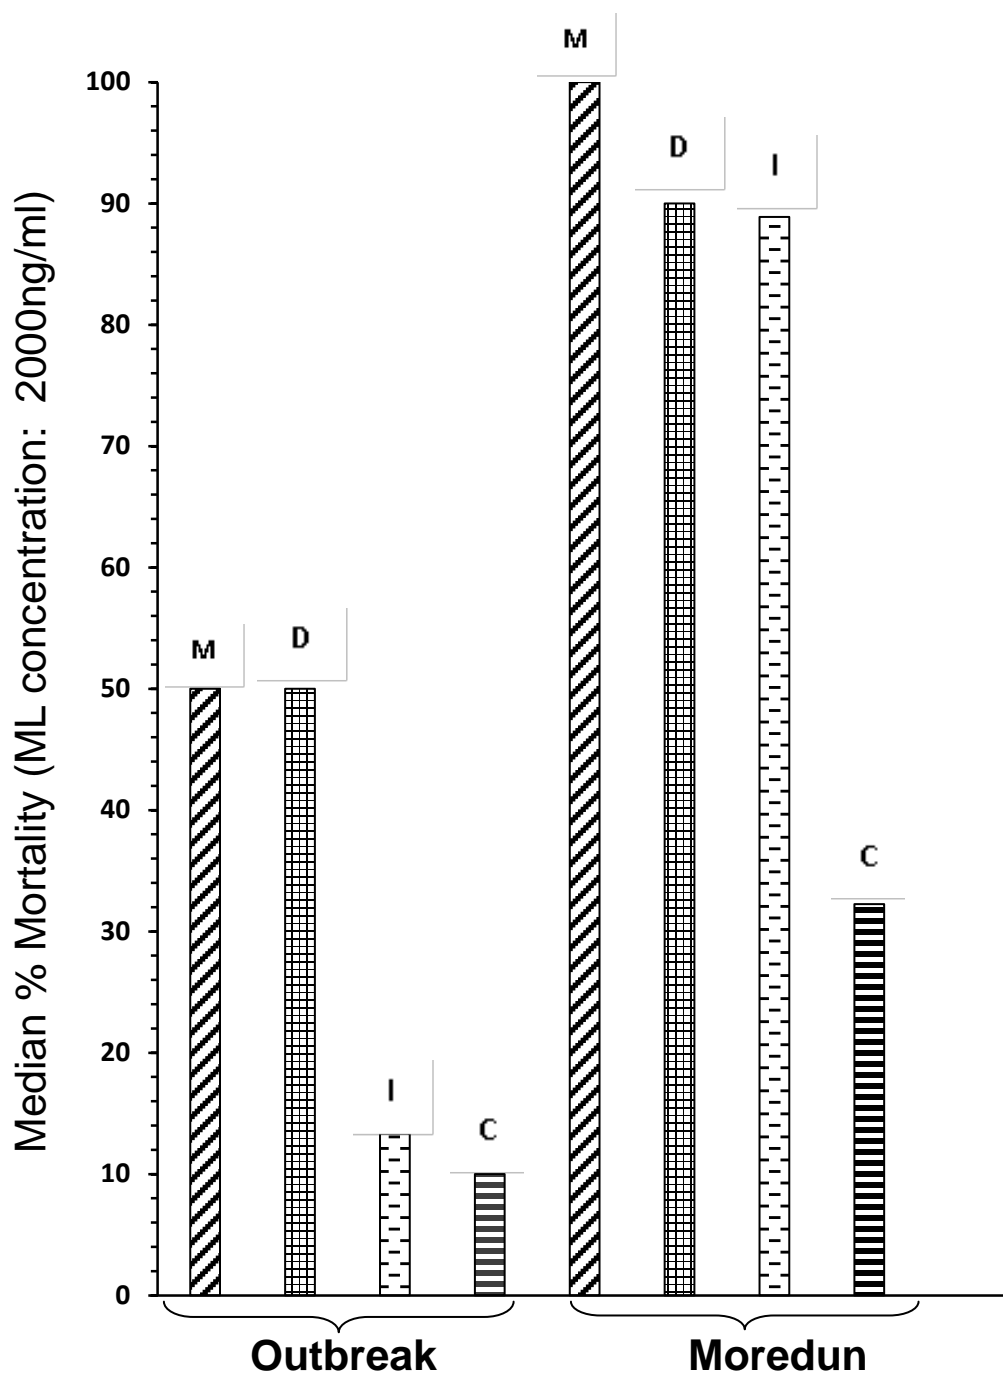 Median % Mortality (ML concentration: 2000ng/ml)
100
90
80
70
60
50
40
30
20
10
0
M
D
I
C
M
D
I
C
Outbreak
Moredun